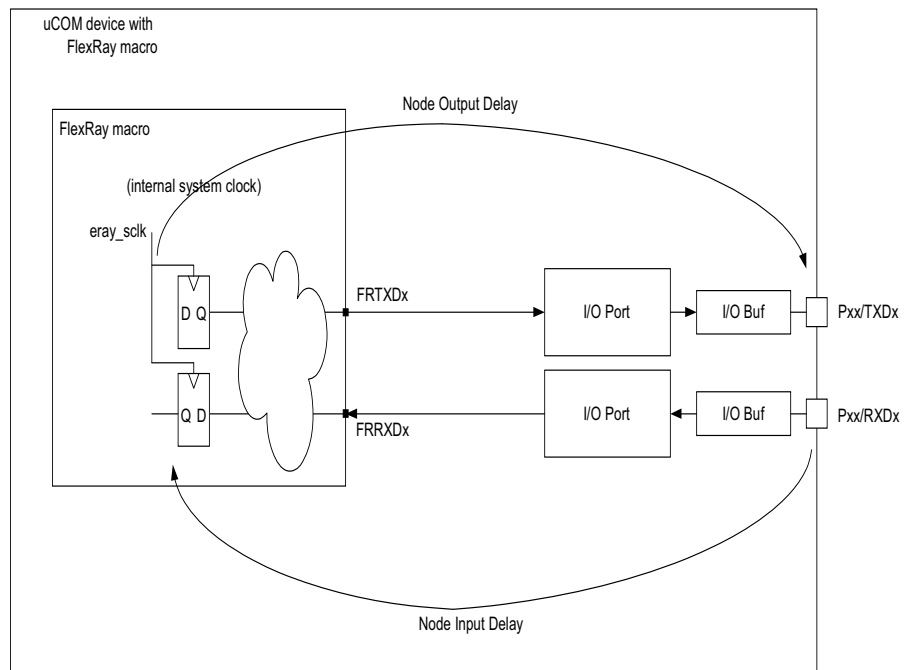 uCOM device with
FlexRay macro
Node Output Delay
FlexRay macro
(internal system clock)
eray_sclk
FRTXDx
D Q
I/O Port
I/O Buf
Pxx/TXDx
Q D
I/O Port
I/O Buf
Pxx/RXDx
FRRXDx
Node Input Delay